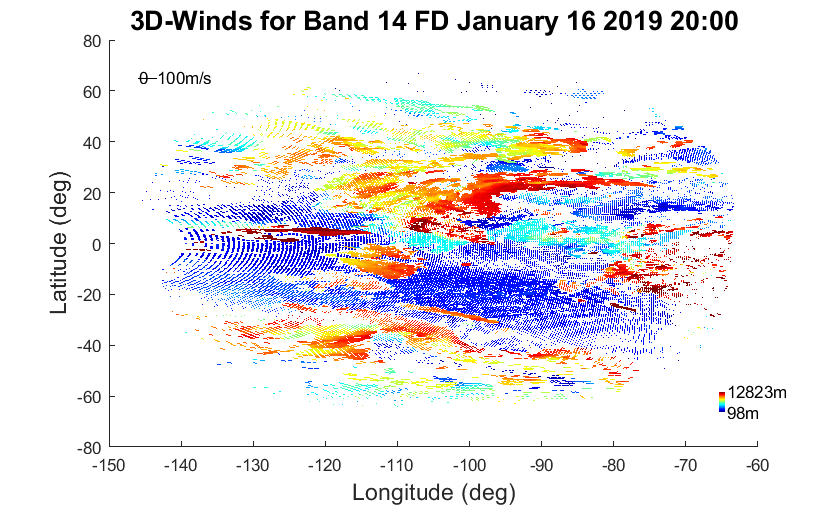 3D-Winds for Band 14 FD January 16 2019 20:00
80
60
40
20
0
-20
-40
-60
-80
0 100m/s
12823m
98m
-150 -140 -130 -120 -110 -100 -90 -80 -70 -60
Longitude (deg)
Latitude (deg)